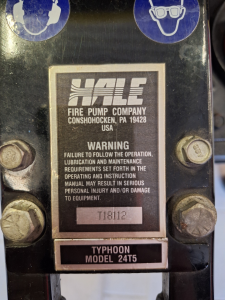 HALE
FIRE PUMP COMPANY
CONSHOHOCKEN, PA 19428
USA
WARNING
FAILURE TO FOLLOW THE OPERATION,
LUBRICATION AND MAINTENANCE
REQUIREMENTS SET FORTH IN THE
OPERATING AND INSTRUCTION
MANUAL MAY RESULT IN SERIOUS
PERSONAL INJURY AND/OR DAMAGE
TO EQUIPMENT.
T18112
TYPHOON
MODEL 24T5